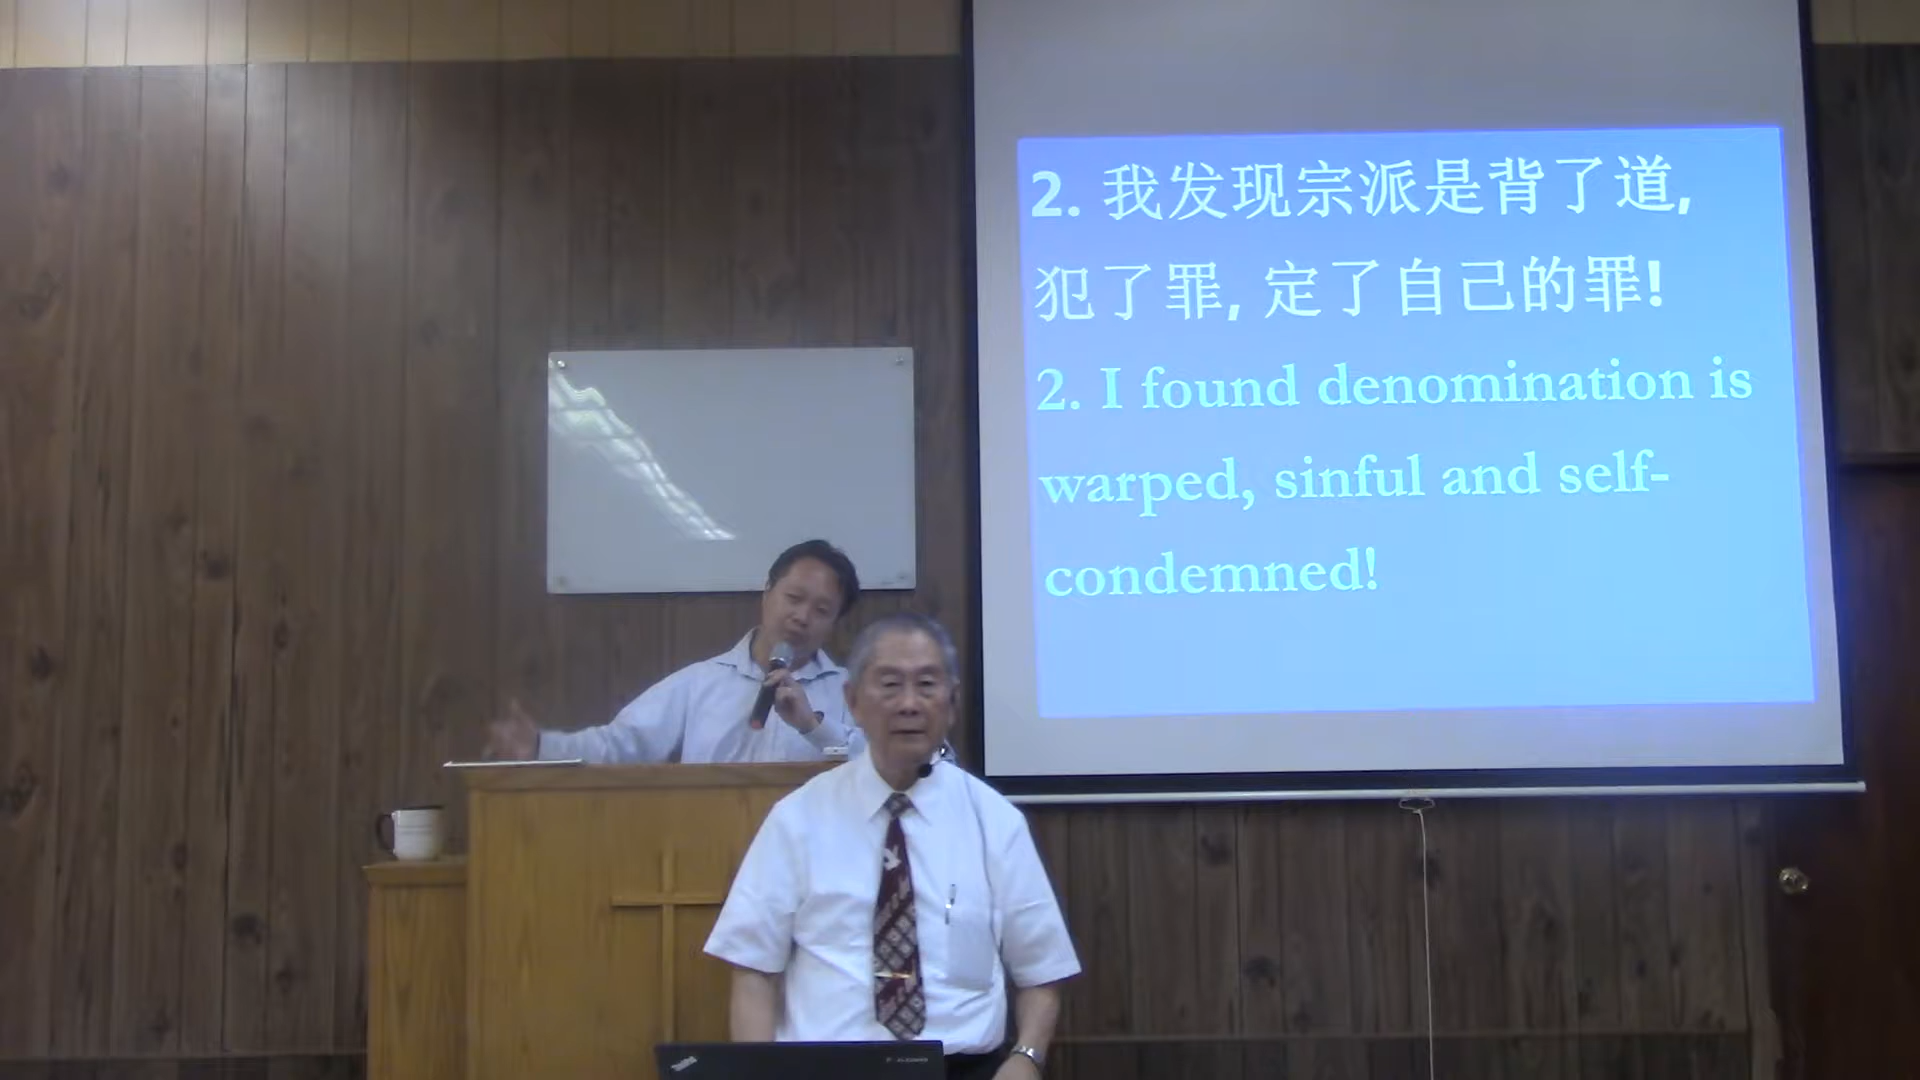 2. 我发现宗派是背了道,
犯了罪, 定了自己的罪!
2. I found denomination is
warped, sinful and self-
condemned!
ThinkPad